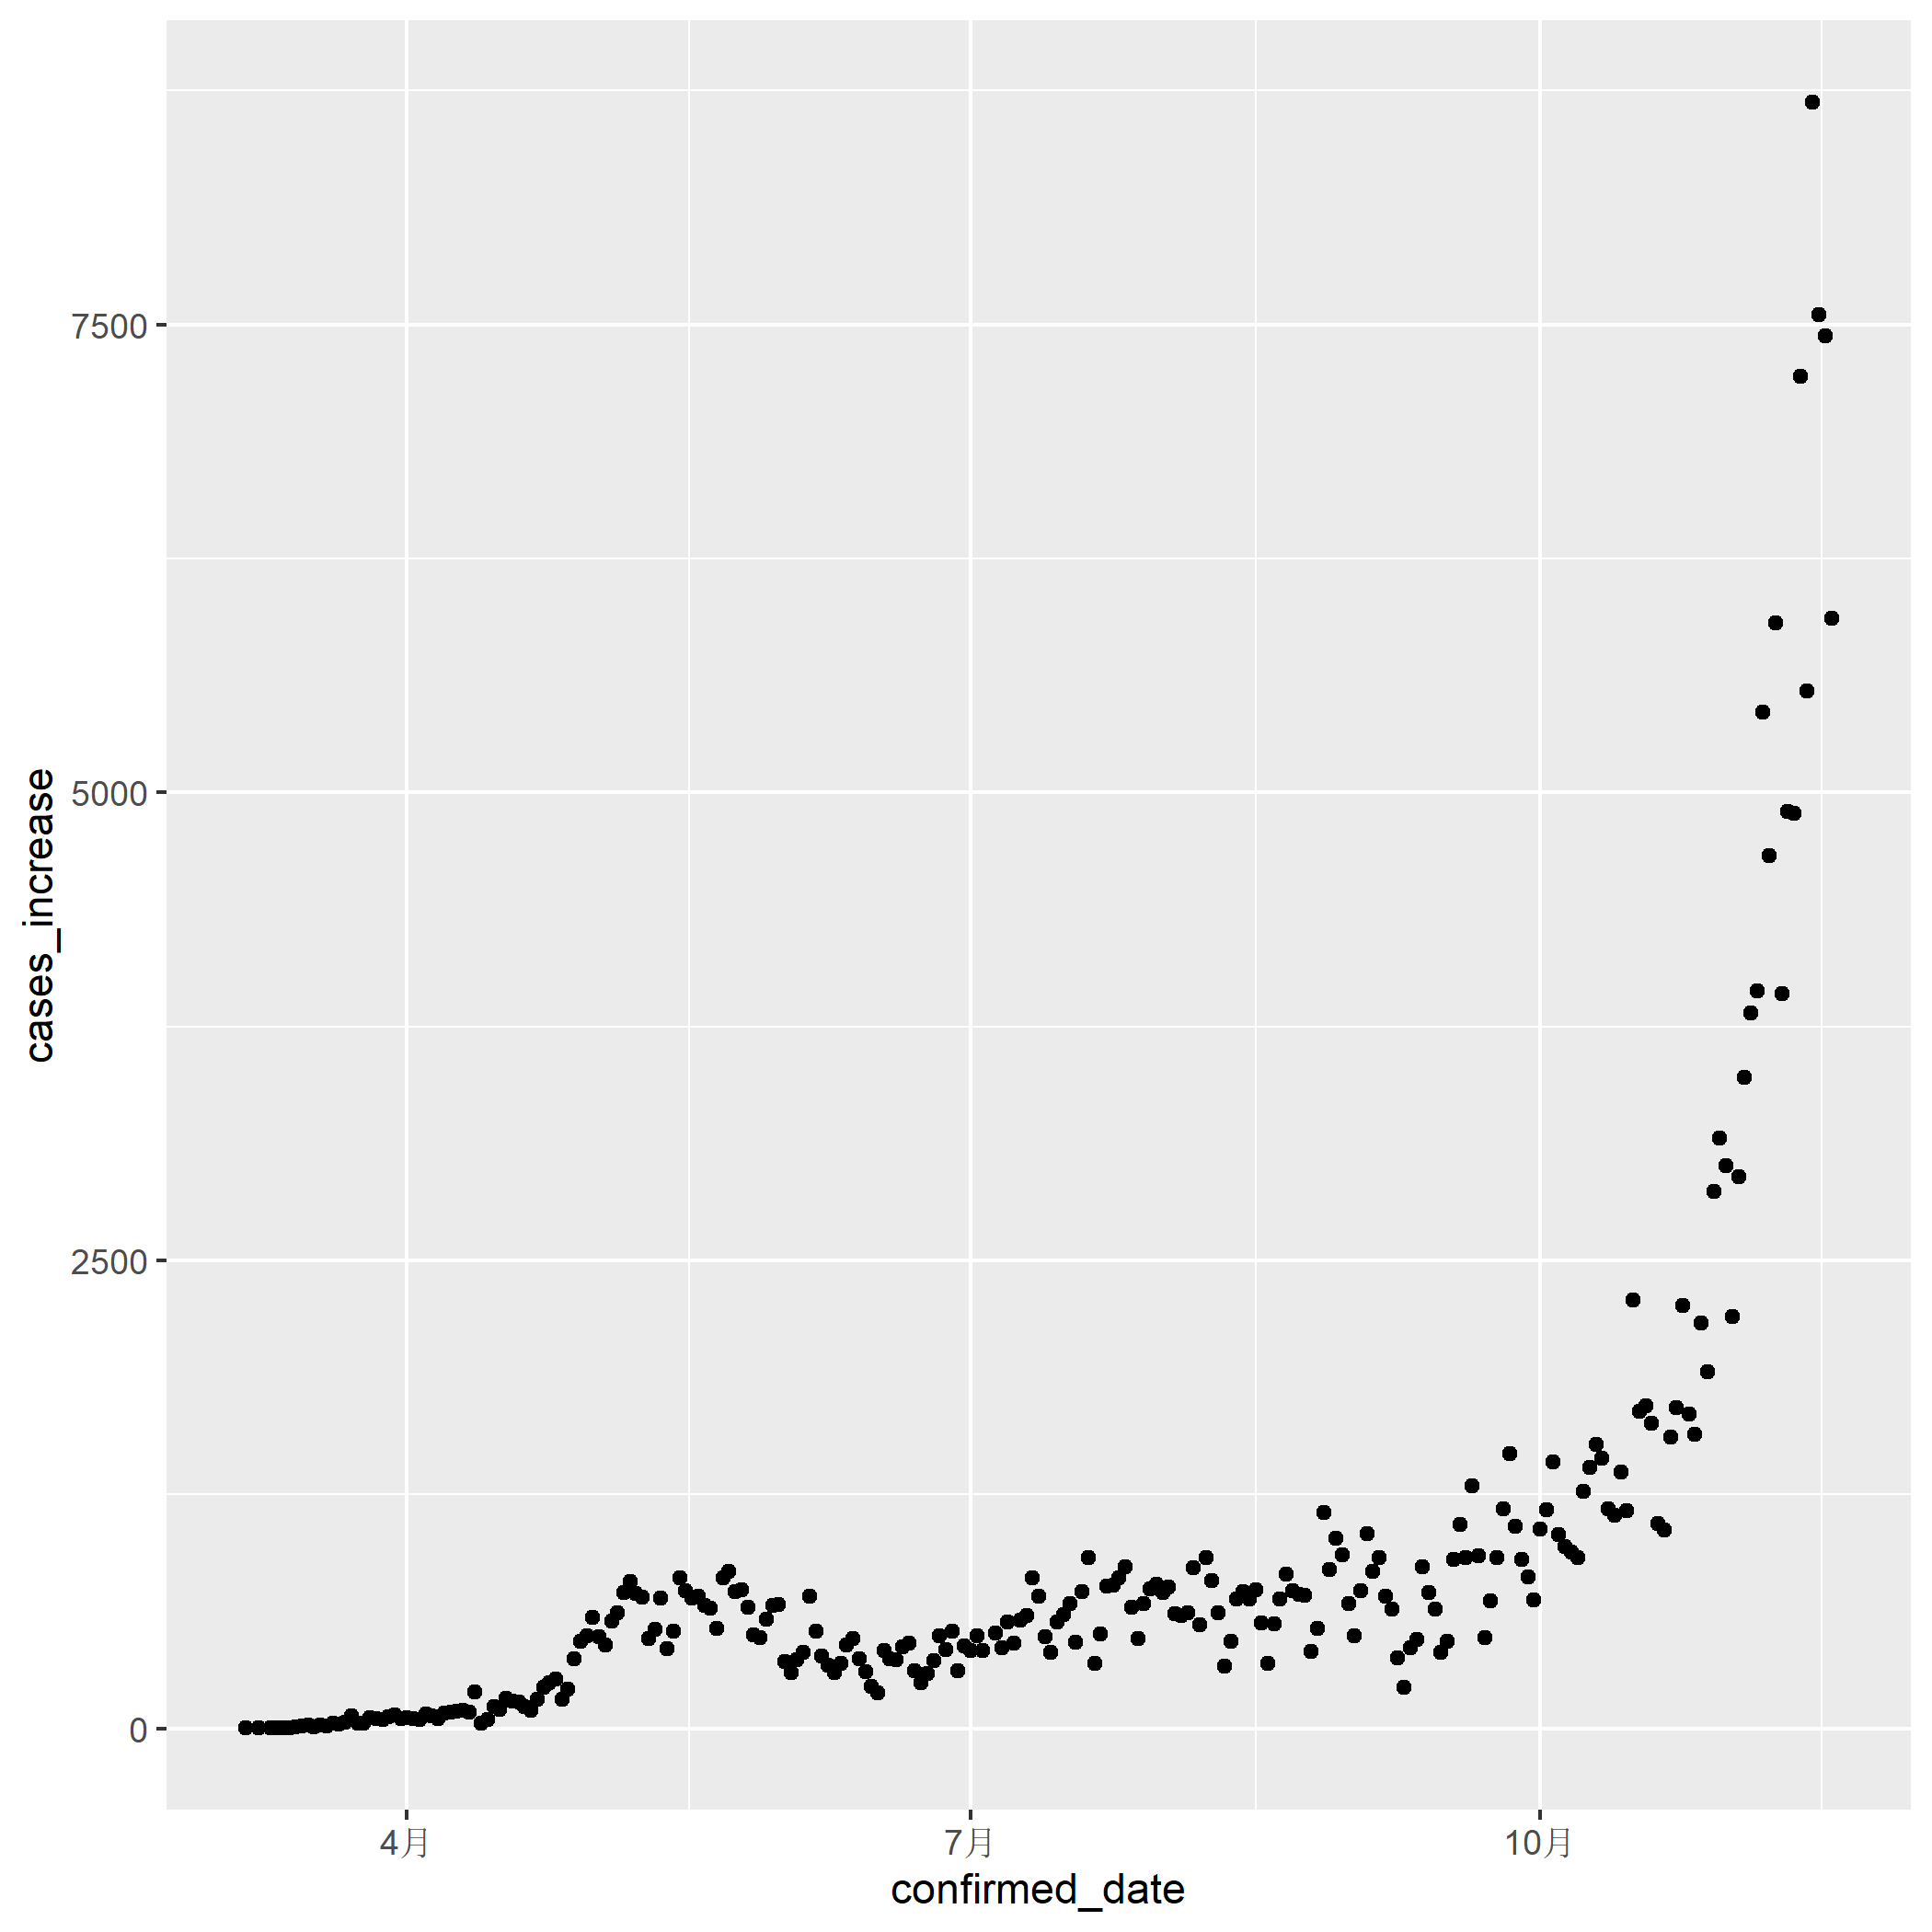 cases_increase
7500
5000
2500
0
4月
7月
10月
confirmed_date